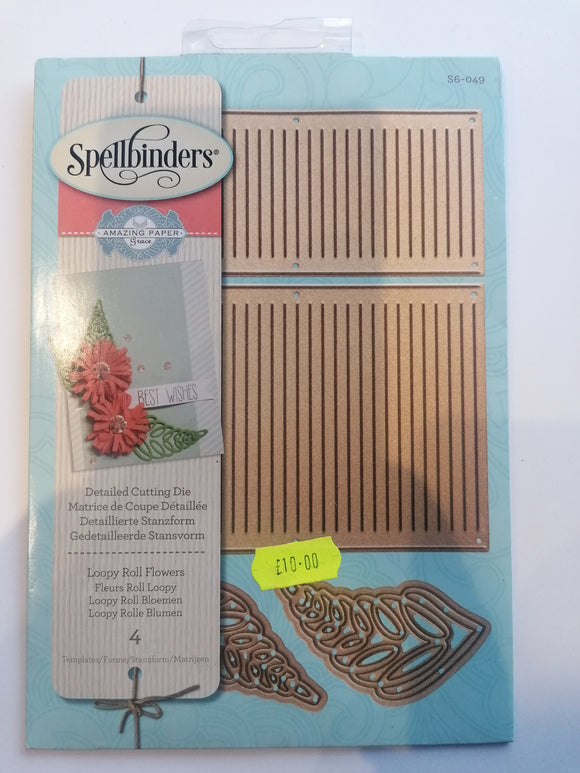 S6-049
Spellbinders®
AMAZING PAPER
Grace
BEST WISHES
Detailed Cutting Die
Matrice de Coupe Détaillée
Detaillierte Stanzform
Gedetailleerde Stansvorm
Loopy Roll Flowers
Fleurs Roll Loopy
Loopy Roll Bloemen
Loopy Rolle Blumen
4
Templates/Forme/Stanzform/Matrijzen
£10.00